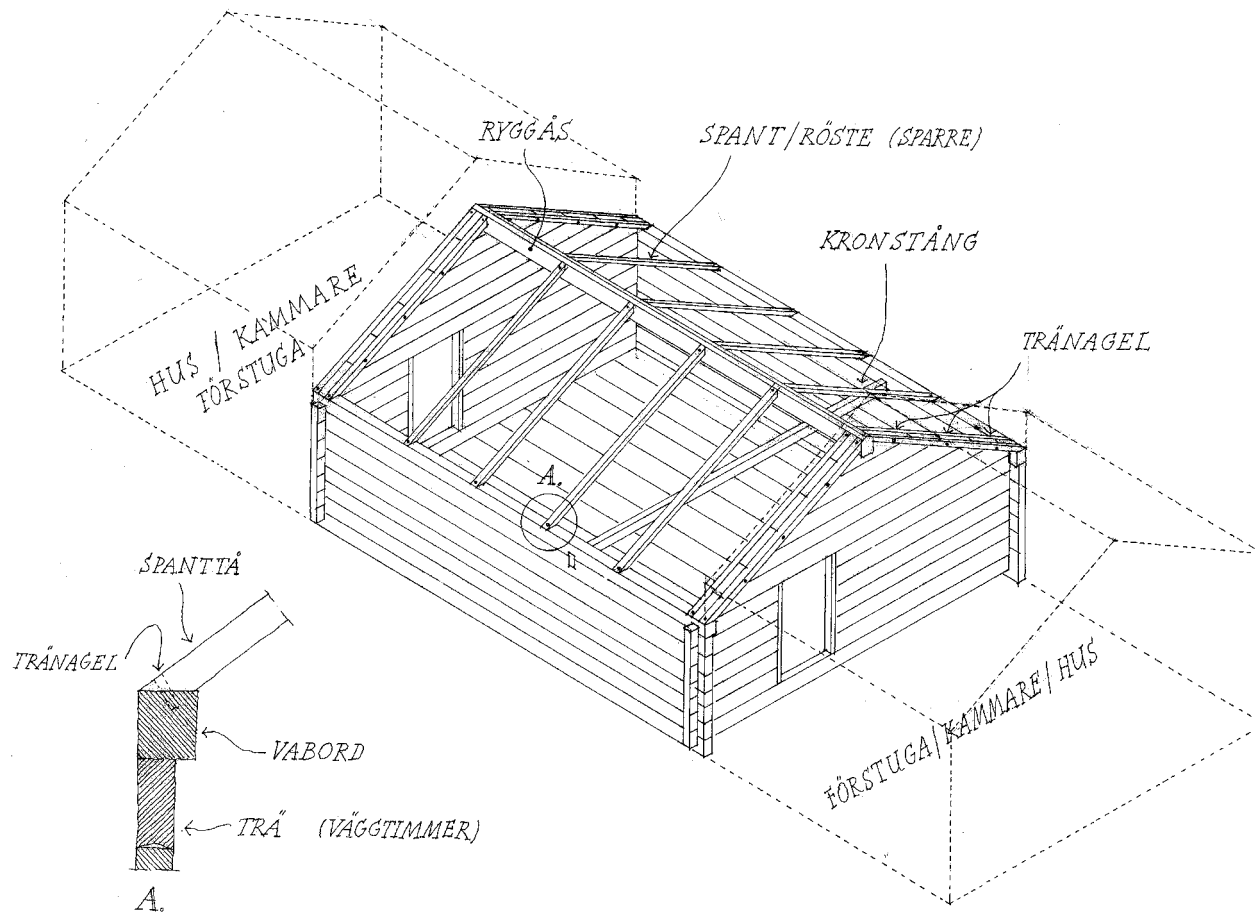 RYGGÅS
SPANT/RÖSTE (SPARRE)
KRONSTÅNG
TRÄNAGEL
HUS / KAMMARE
FÖRSTUGA
A.
SPANTTÅ
TRÄNAGEL
VABORD
TRÄ (VÄGGTIMMER)
A.
FÖRSTUGA/KAMMARE/HUS